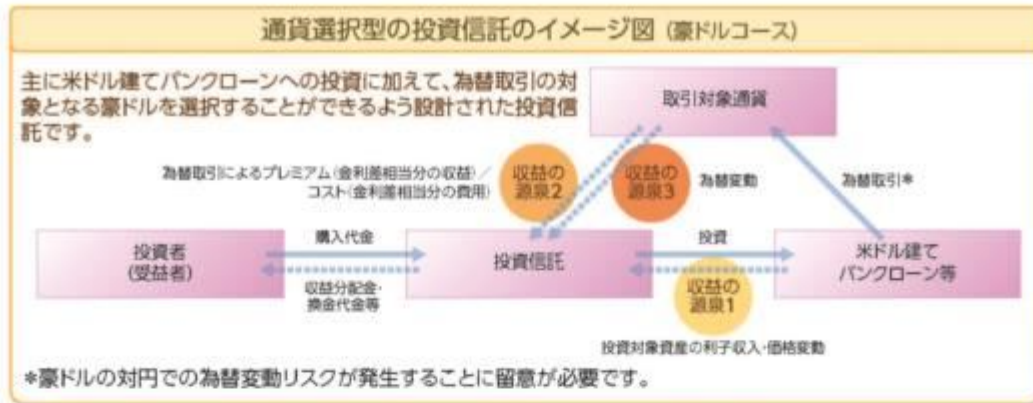 通貨選択型の投資信託のイメージ図（豪ドルコース）
主に米ドル建てバンクローンへの投資に加えて、為替取引の対
象となる豪ドルを選択することができるよう設計された投資信
託です。
取引対象通貨
為替取引によるプレミアム（金利差相当分の収益）／
コスト（金利差相当分の費用）
収益の
源泉2
収益の
源泉3
為替変動
為替取引*
投資者
（受益者）
購入代金
収益分配金・
換金代金等
投資信託
投資
収益の
源泉1
米ドル建て
バンクローン等
投資対象資産の利子収入・価格変動
*豪ドルの対円での為替変動リスクが発生することに留意が必要です。